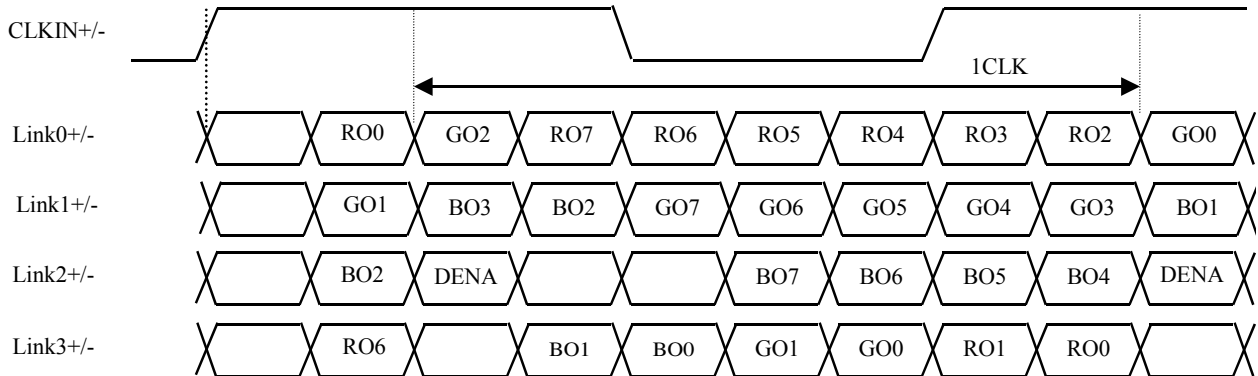 CLKIN+/-
1CLK
Link0+/- RO0 GO2 RO7 RO6 RO5 RO4 RO3 RO2 GO0
Link1+/- GO1 BO3 BO2 GO7 GO6 GO5 GO4 GO3 BO1
Link2+/- BO2 DENA BO7 BO6 BO5 BO4 DENA
Link3+/- RO6 BO1 BO0 GO1 GO0 RO1 RO0